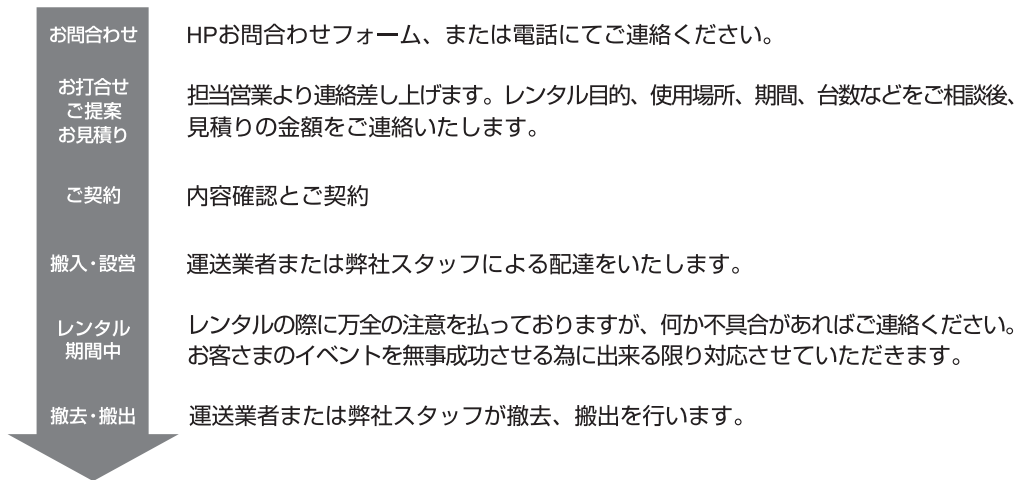 お問合わせ
HPお問合わせフォーム、または電話にてご連絡ください。
お打合せ
ご提案
お見積り
担当営業より連絡差し上げます。レンタル目的、使用場所、期間、台数などをご相談後、
見積りの金額をご連絡いたします。
ご契約
内容確認とご契約
搬入・設営
運送業者または弊社スタッフによる配達をいたします。
レンタル
期間中
レンタルの際に万全の注意を払っておりますが、何か不具合があればご連絡ください。
お客さまのイベントを無事成功させる為に出来る限り対応させていただきます。
撤去・搬出
運送業者または弊社スタッフが撤去、搬出を行います。